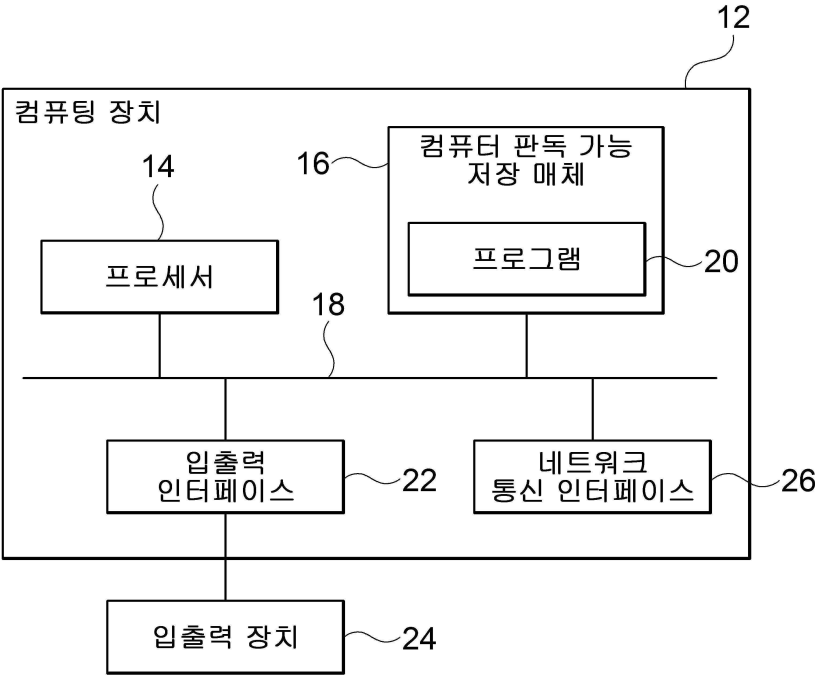 12
컴퓨팅 장치
14
프로세서
16
컴퓨터 판독 가능
저장 매체
프로그램
20
18
입출력
인터페이스
22
네트워크
통신 인터페이스
26
입출력 장치
24